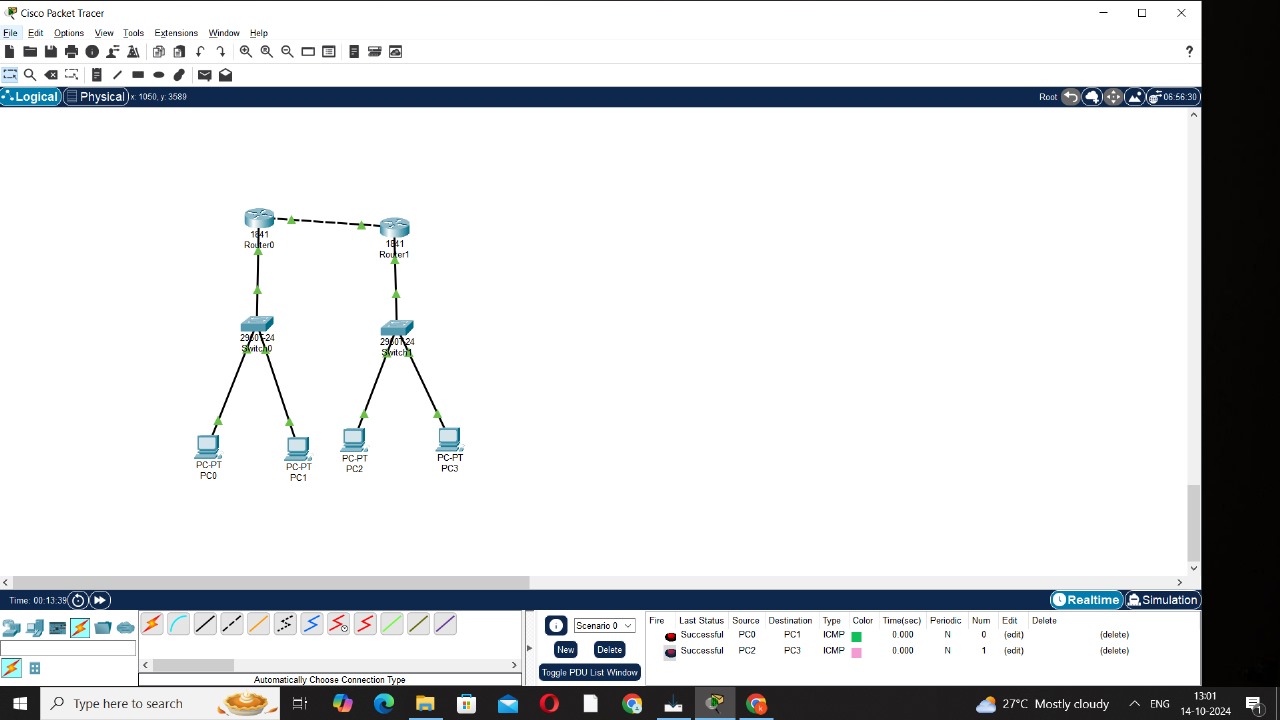 Cisco Packet Tracer
File Edit Options View Tools Extensions Window Help
?
Logical Physical x: 1050, y: 3589 Root 06:56:30
1841
Router0
1841
Router1
2960-24
Switch0
Switch1
PC-PT
PC0
PC-PT
PC1
PC-PT
PC2
PC-PT
PC3
Time: 00:13:39 Realtime Simulation
Scenario 0
New Delete
Toggle PDU List Window
Fire Last Status Source Destination Type Color Time(sec) Periodic Num Edit Delete
Successful PC0 PC1 ICMP 0.000 N 0 (edit) (delete)
Successful PC2 PC3 ICMP 0.000 N 1 (edit) (delete)
Automatically Choose Connection Type
Type here to search
27°C Mostly cloudy ENG 13:01
14-10-2024